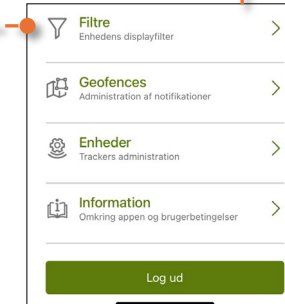 Filtre
Enhedens displayfilter
Geofences
Administration af notifikationer
Enheder
Trackers administration
Information
Omkring appen og brugerbetingelser
Log ud